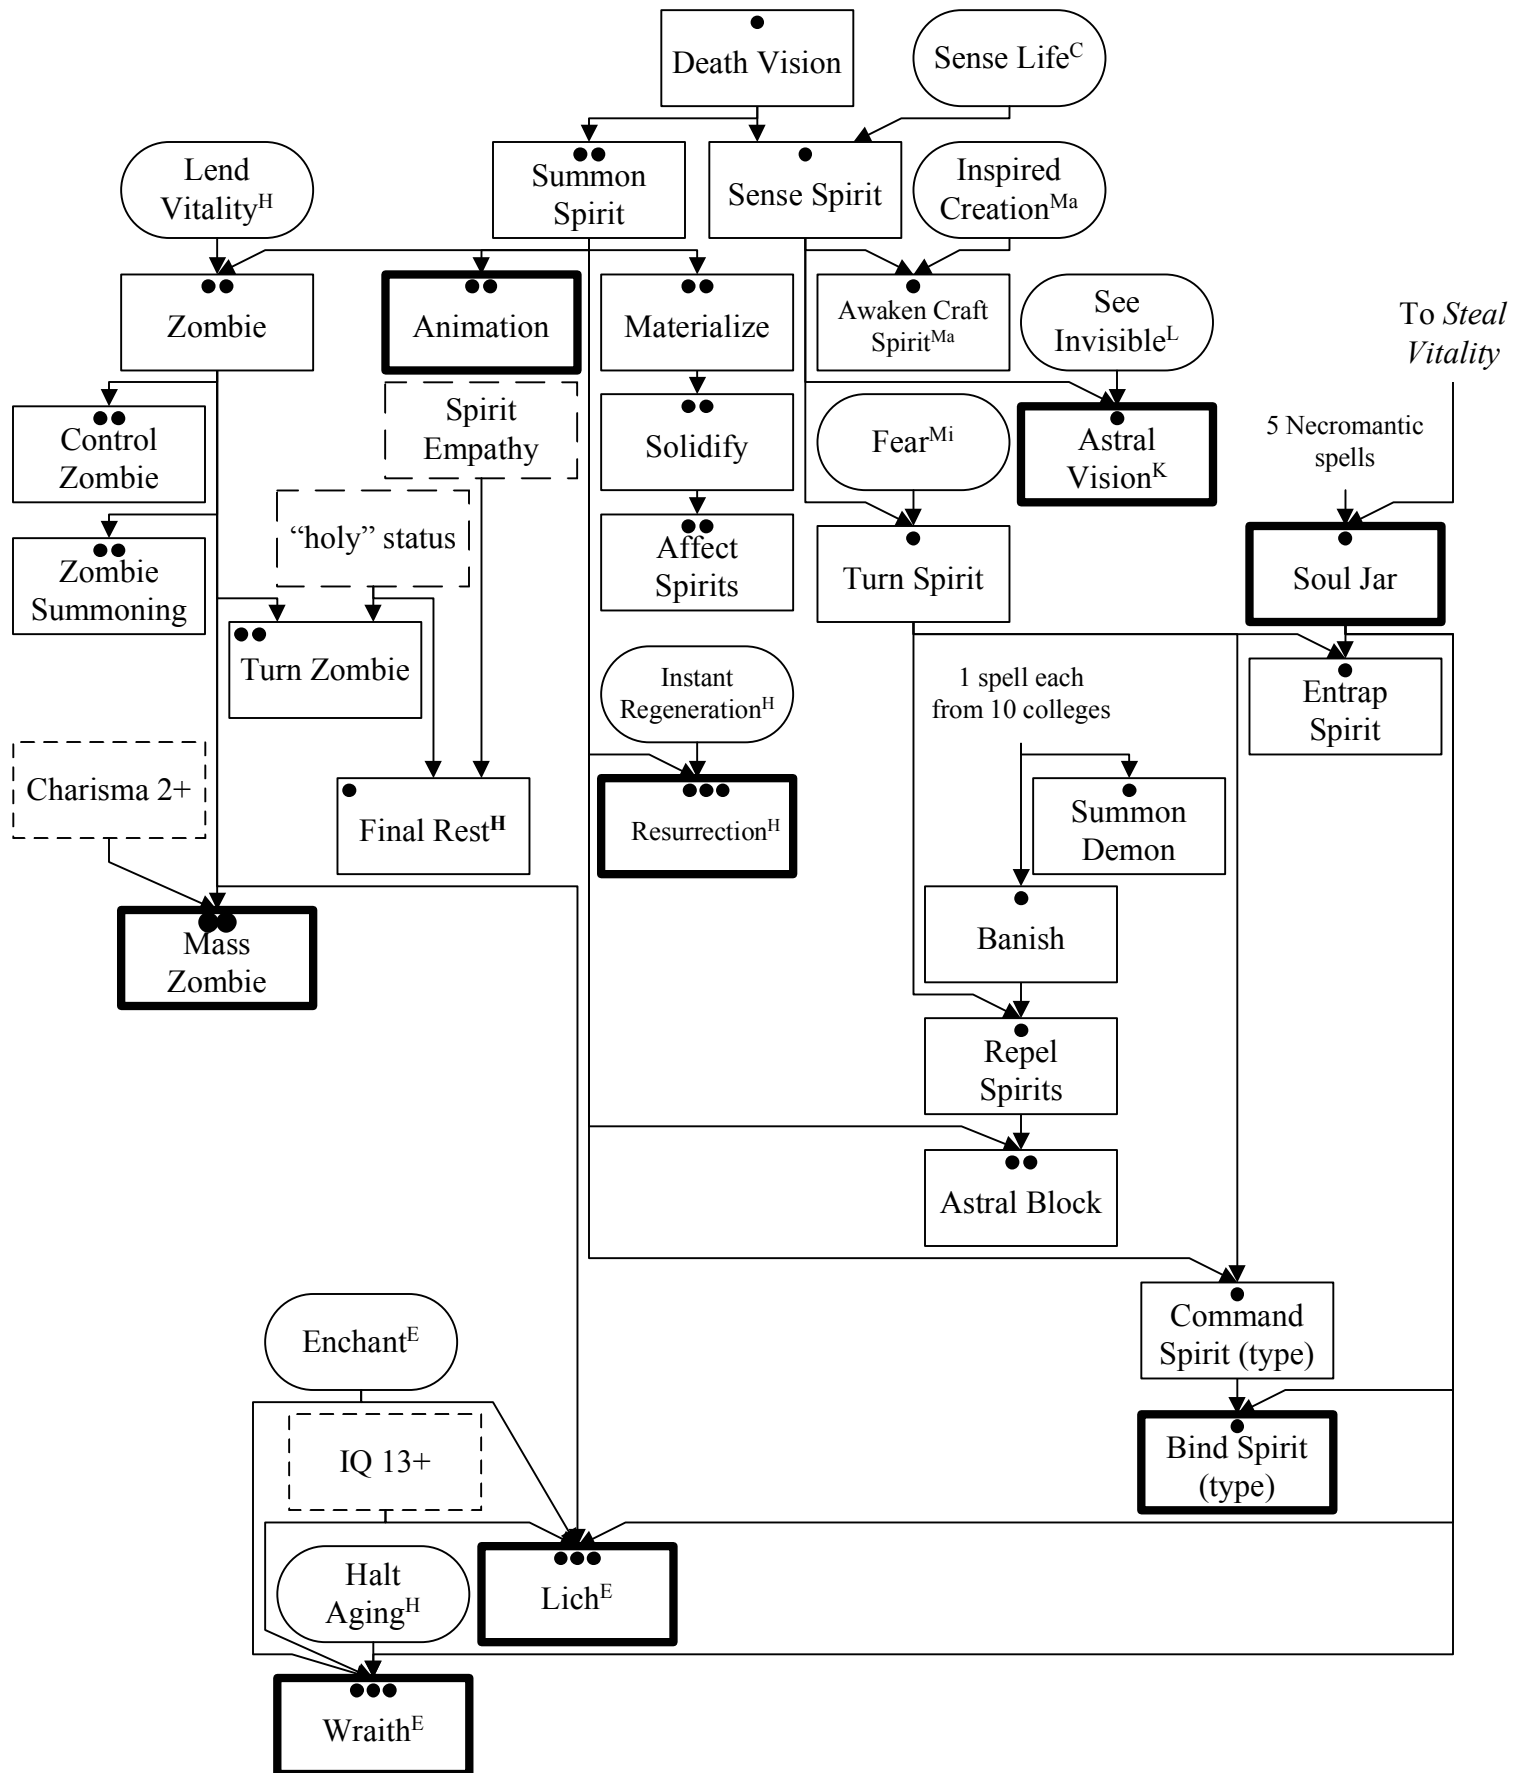 Death Vision
Sense Life^C
Lend
Vitality^H
Summon
Spirit
Sense Spirit
Inspired
Creation^Ma
Zombie
Animation
Materialize
Awaken Craft
Spirit^Ma
See
Invisible^L
To Steal
Vitality
Control
Zombie
Spirit
Empathy
Solidify
Fear^Mi
Astral
Vision^K
5 Necromantic
spells
Zombie
Summoning
“holy” status
Affect
Spirits
Turn Spirit
Soul Jar
Turn Zombie
Instant
Regeneration^H
1 spell each
from 10 colleges
Entrap
Spirit
Charisma 2+
Final Rest^H
Resurrection^H
Summon
Demon
Mass
Zombie
Banish
Repel
Spirits
Astral Block
Enchant^E
Command
Spirit (type)
IQ 13+
Bind Spirit
(type)
Halt
Aging^H
Lich^E
Wraith^E